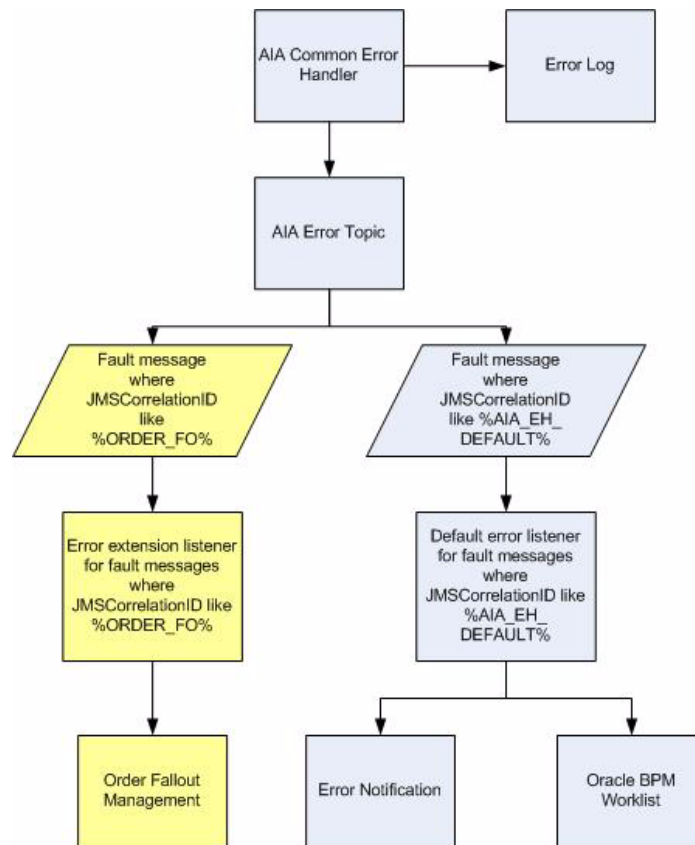 AIA Common Error
Handler
Error Log
AIA Error Topic
Fault message
where
JMSCorrelationID
like
%ORDER_FO%
Fault message
where
JMSCorrelationID
like %AIA_EH_
DEFAULT%
Error extension listener
for fault messages
where
JMSCorrelationID like
%ORDER_FO%
Default error listener
for fault messages
where
JMSCorrelationID like
%AIA_EH_
DEFAULT%
Order Fallout
Management
Error Notification
Oracle BPM
Worklist